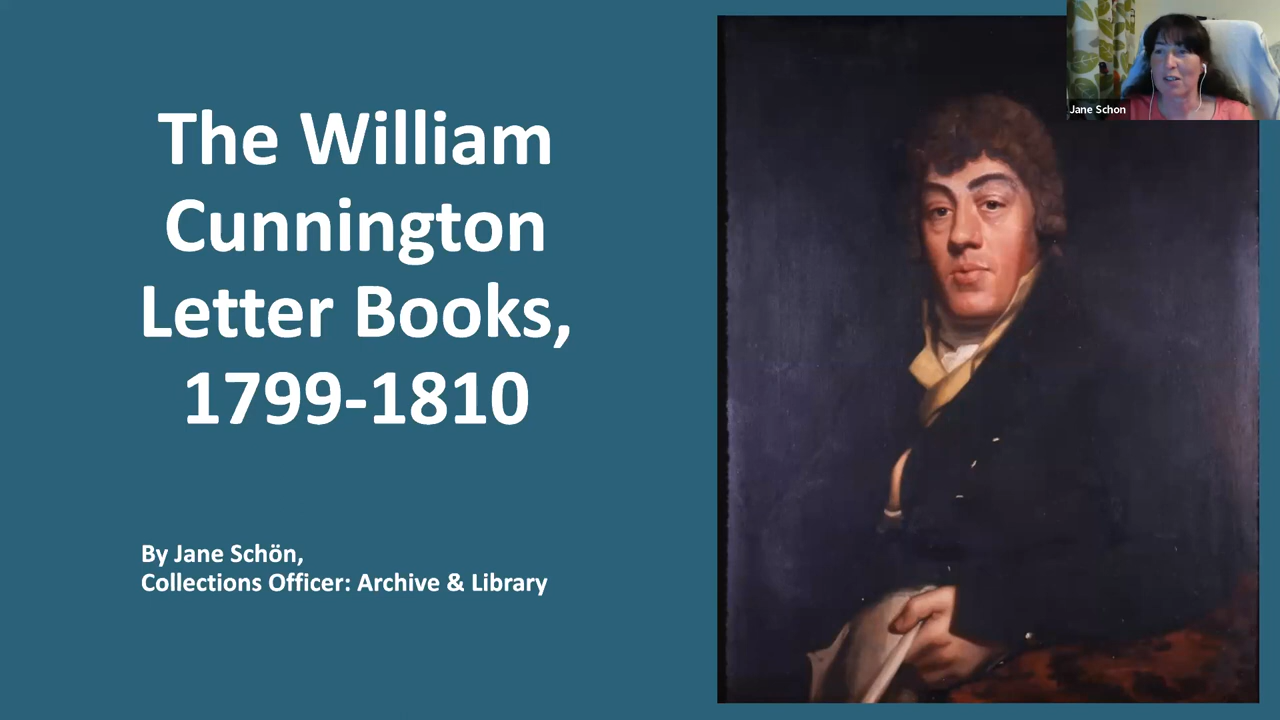 The William
Cunnington
Letter Books,
1799-1810
By Jane Schön,
Collections Officer: Archive & Library
Jane Schon